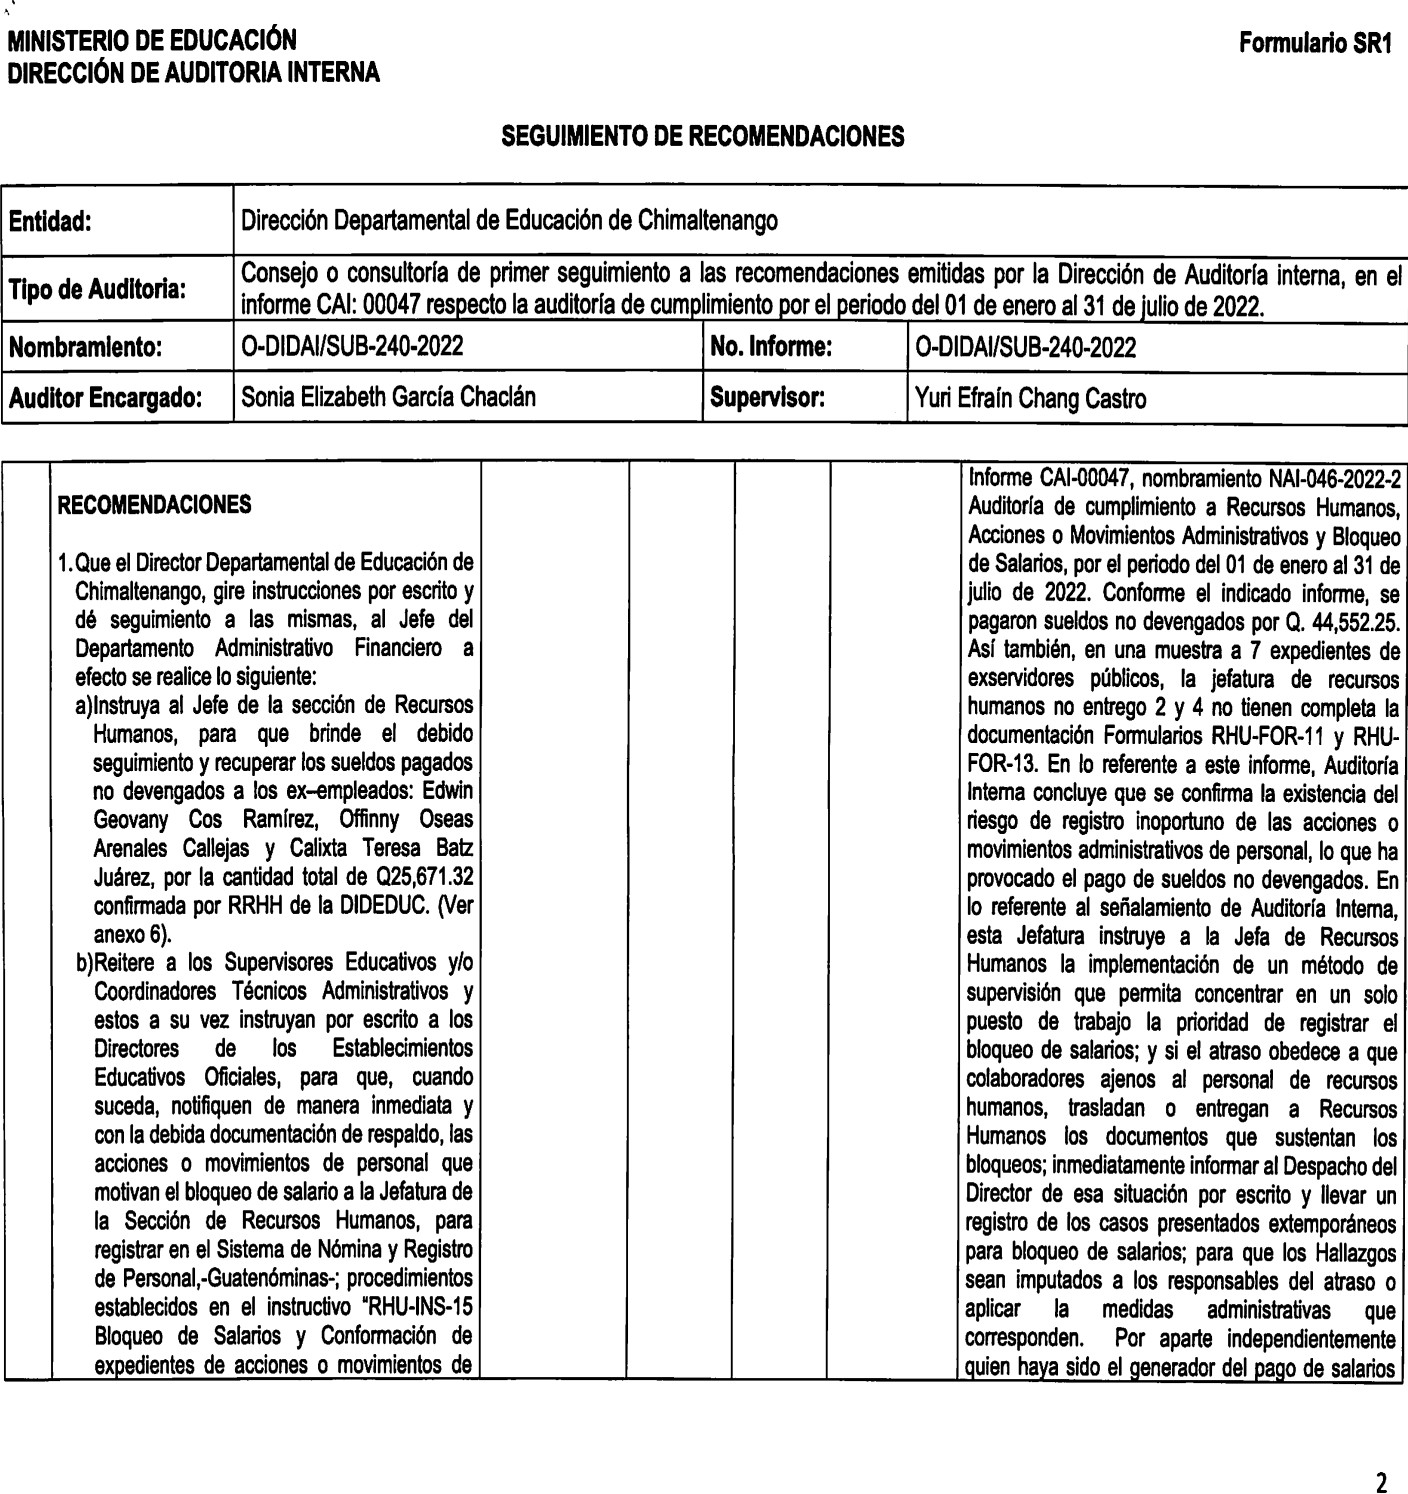 MINISTERIO DE EDUCACIÓN
DIRECCIÓN DE AUDITORIA INTERNA
Formulario SR1
SEGUIMIENTO DE RECOMENDACIONES
Entidad: Dirección Departamental de Educación de Chimaltenango
Tipo de Auditoria: Consejo o consultoría de primer seguimiento a las recomendaciones emitidas por la Dirección de Auditoría interna, en el
informe CAI: 00047 respecto la auditoría de cumplimiento por el periodo del 01 de enero al 31 de julio de 2022.
Nombramiento: O-DIDAI/SUB-240-2022 No. Informe: O-DIDAI/SUB-240-2022
Auditor Encargado: Sonia Elizabeth García Chaclán Supervisor: Yuri Efraín Chang Castro
RECOMENDACIONES
1. Que el Director Departamental de Educación de
Chimaltenango, gire instrucciones por escrito y
dé seguimiento a las mismas, al Jefe del
Departamento Administrativo Financiero a
efecto se realice lo siguiente:
a)Instruya al Jefe de la sección de Recursos
Humanos, para que brinde el debido
seguimiento y recuperar los sueldos pagados
no devengados a los ex–empleados: Edwin
Geovany Cos Ramírez, Offinny Oseas
Arenales Callejas y Calixta Teresa Batz
Juárez, por la cantidad total de Q25,671.32
confirmada por RRHH de la DIDEDUC. (Ver
anexo 6).
b)Reitere a los Supervisores Educativos y/o
Coordinadores Técnicos Administrativos y
estos a su vez instruyan por escrito a los
Directores de los Establecimientos
Educativos Oficiales, para que, cuando
suceda, notifiquen de manera inmediata y
con la debida documentación de respaldo, las
acciones o movimientos de personal que
motivan el bloqueo de salario a la Jefatura de
la Sección de Recursos Humanos, para
registrar en el Sistema de Nómina y Registro
de Personal,-Guatenóminas-; procedimientos
establecidos en el instructivo "RHU-INS-15
Bloqueo de Salarios y Conformación de
expedientes de acciones o movimientos de
Informe CAI-00047, nombramiento NAI-046-2022-2
Auditoría de cumplimiento a Recursos Humanos,
Acciones o Movimientos Administrativos y Bloqueo
de Salarios, por el periodo del 01 de enero al 31 de
julio de 2022. Conforme el indicado informe, se
pagaron sueldos no devengados por Q. 44,552.25.
Así también, en una muestra a 7 expedientes de
exservidores públicos, la jefatura de recursos
humanos no entrego 2 y 4 no tienen completa la
documentación Formularios RHU-FOR-11 y RHU-
FOR-13. En lo referente a este informe, Auditoría
Interna concluye que se confirma la existencia del
riesgo de registro inoportuno de las acciones o
movimientos administrativos de personal, lo que ha
provocado el pago de sueldos no devengados. En
lo referente al señalamiento de Auditoría Interna,
esta Jefatura instruye a la Jefa de Recursos
Humanos la implementación de un método de
supervisión que permita concentrar en un solo
puesto de trabajo la prioridad de registrar el
bloqueo de salarios; y si el atraso obedece a que
colaboradores ajenos al personal de recursos
humanos, trasladan o entregan a Recursos
Humanos los documentos que sustentan los
bloqueos; inmediatamente informar al Despacho del
Director de esa situación por escrito y llevar un
registro de los casos presentados extemporáneos
para bloqueo de salarios; para que los Hallazgos
sean imputados a los responsables del atraso o
aplicar la medidas administrativas que
corresponden. Por aparte independientemente
quien haya sido el generador del pago de salarios
2